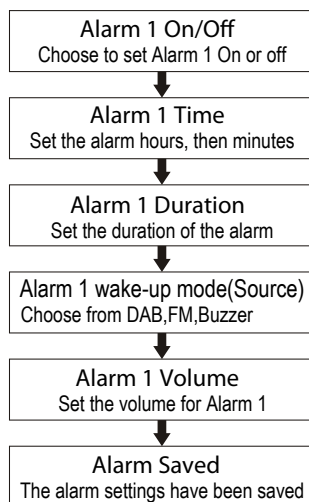 Alarm 1 On/Off
Choose to set Alarm 1 On or off
Alarm 1 Time
Set the alarm hours, then minutes
Alarm 1 Duration
Set the duration of the alarm
Alarm 1 wake-up mode(Source)
Choose from DAB,FM,Buzzer
Alarm 1 Volume
Set the volume for Alarm 1
Alarm Saved
The alarm settings have been saved